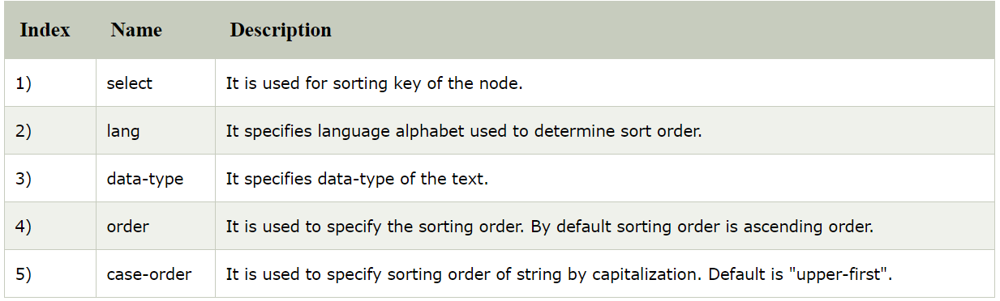 Index Name Description
1) select It is used for sorting key of the node.
2) lang It specifies language alphabet used to determine sort order.
3) data-type It specifies data-type of the text.
4) order It is used to specify the sorting order. By default sorting order is ascending order.
5) case-order It is used to specify sorting order of string by capitalization. Default is "upper-first".